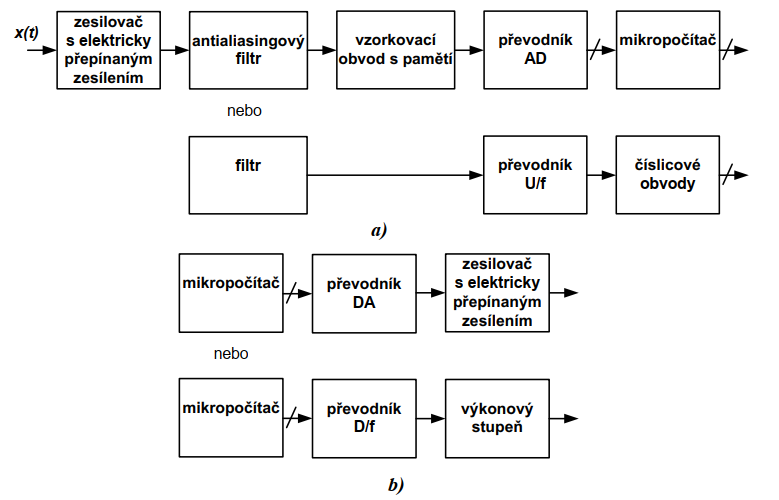 x(t)
zesilovač
s elektricky
přepínaným
zesílením
antialiasingový
filtr
vzorkovací
obvod s pamětí
převodník
AD
mikropočítač
nebo
filtr
převodník
U/f
číslicové
obvody
a)
mikropočítač
převodník
DA
zesilovač
s elektricky
přepínaným
zesílením
nebo
mikropočítač
převodník
D/f
výkonový
stupeň
b)